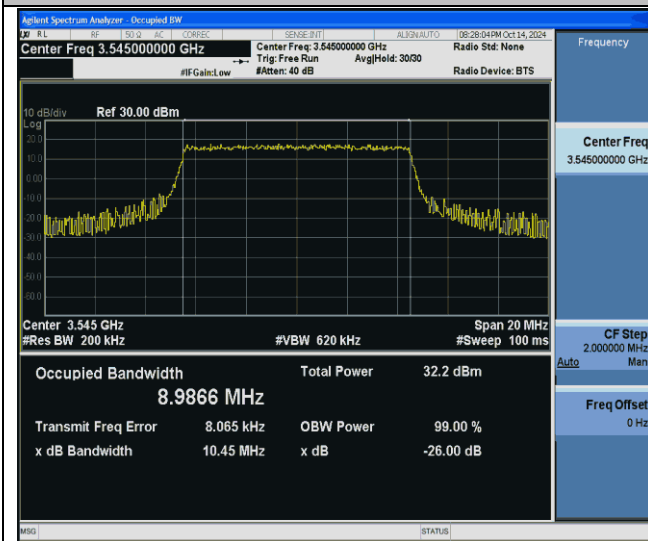 Agilent Spectrum Analyzer - Occupied BW
RL RF 50 Ω AC CORREC SENSE:INT ALIGNAUTO 08:28:04 PM Oct 14, 2024
Center Freq 3.545000000 GHz Center Freq: 3.545000000 GHz Radio Std: None Frequency
Trig: Free Run Avg|Hold: 30/30
#IFGain:Low #Atten: 40 dB Radio Device: BTS
10 dB/div Ref 30.00 dBm
Log
20.0
10.0
0.00
-10.0
-20.0
-30.0
-40.0
-50.0
-60.0
Center Freq
3.545000000 GHz
Center 3.545 GHz Span 20 MHz
#Res BW 200 kHz #VBW 620 kHz #Sweep 100 ms
CF Step
2.000000 MHz
Auto Man
Occupied Bandwidth Total Power 32.2 dBm
8.9866 MHz
Freq Offset
0 Hz
Transmit Freq Error 8.065 kHz OBW Power 99.00 %
x dB Bandwidth 10.45 MHz x dB -26.00 dB
MSG STATUS